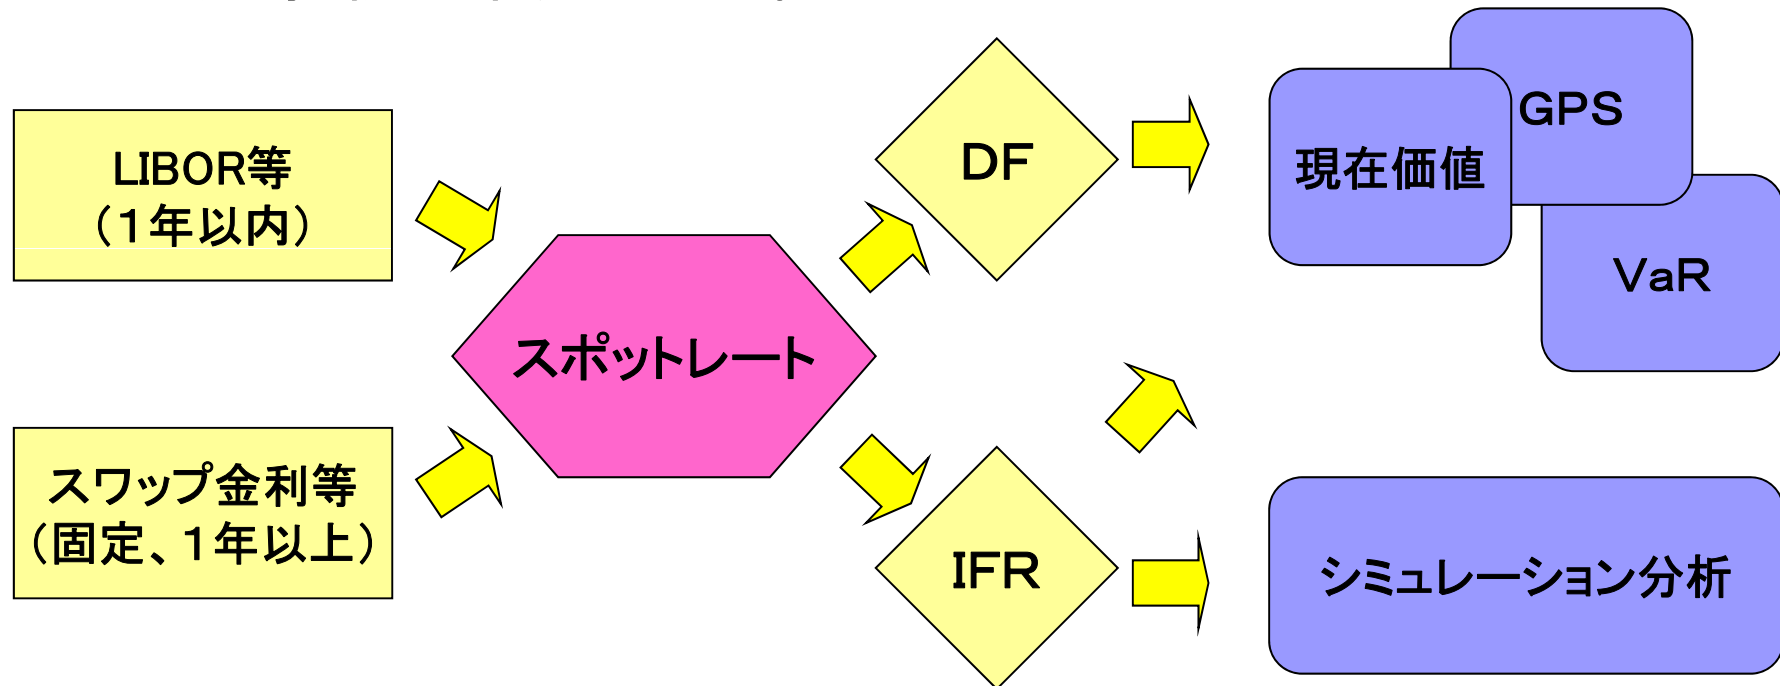 LIBOR等
（１年以内）
スワップ金利等
（固定、１年以上）
スポットレート
DF
IFR
現在価値
GPS
VaR
シミュレーション分析